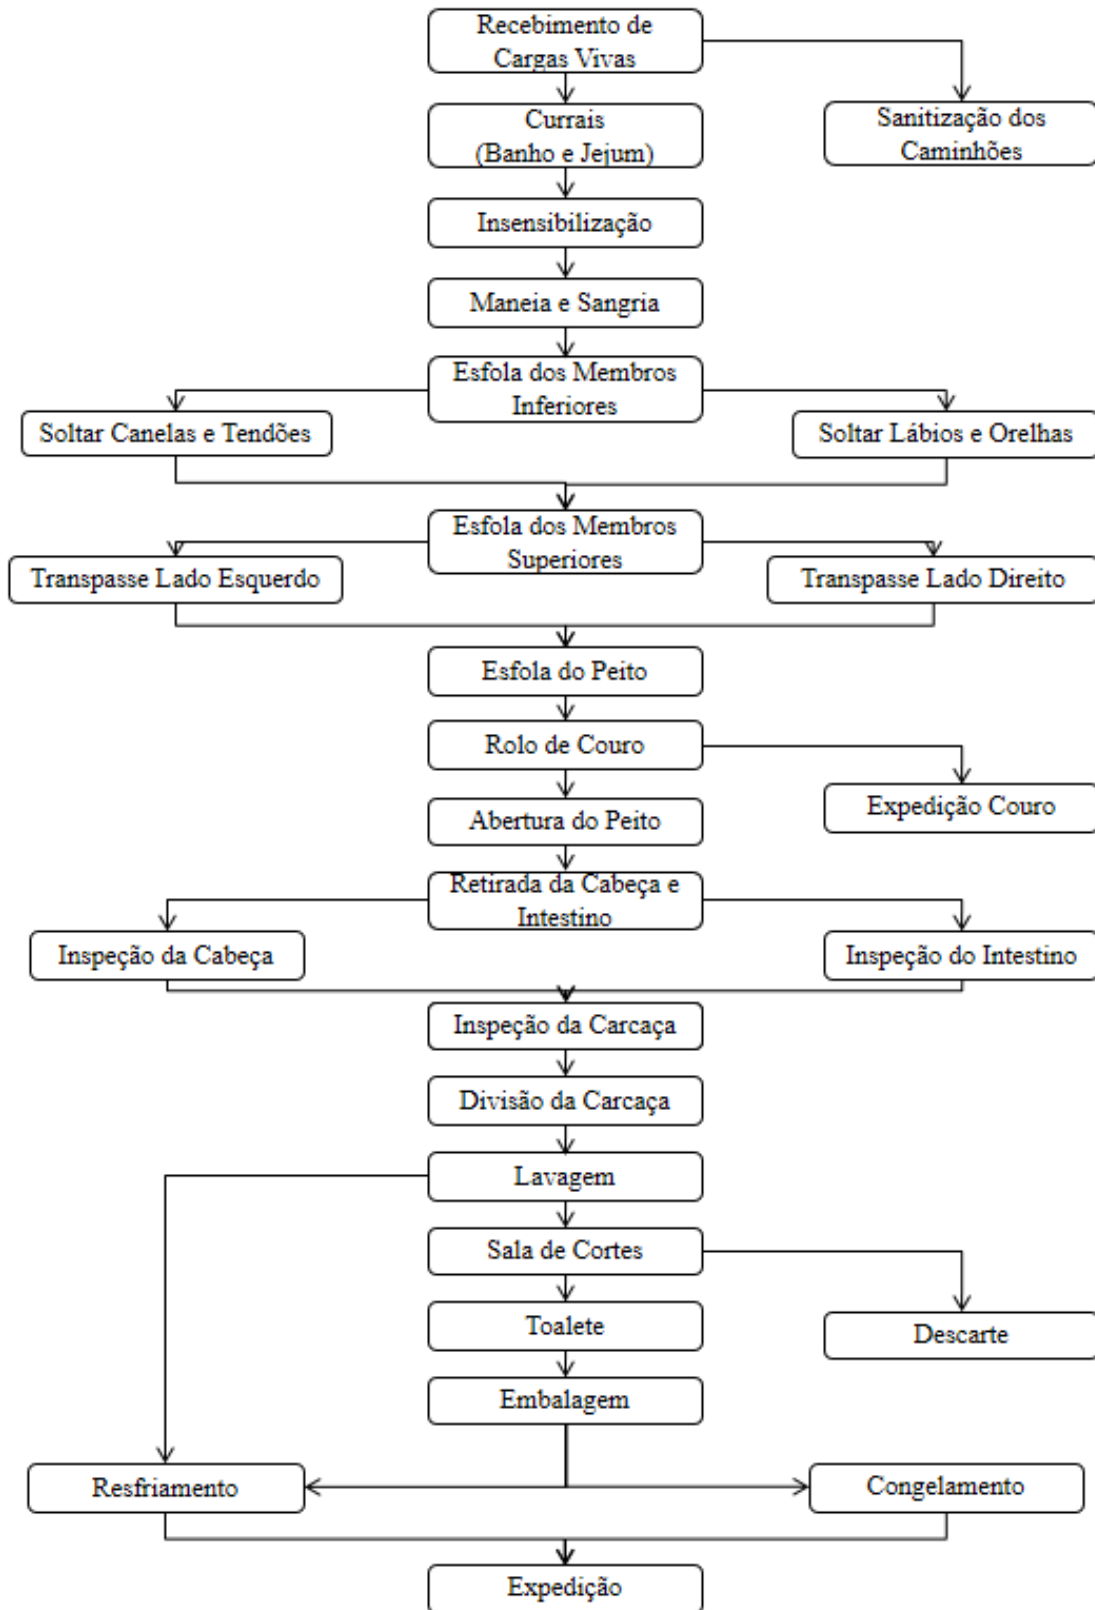 Recebimento de
Cargas Vivas
Currais
(Banho e Jejum)
Sanitização dos
Caminhões
Insensibilização
Maneia e Sangria
Esfola dos Membros
Inferiores
Soltar Canelas e Tendões
Soltar Lábios e Orelhas
Esfola dos Membros
Superiores
Transpasse Lado Esquerdo
Transpasse Lado Direito
Esfola do Peito
Rolo de Couro
Expedição Couro
Abertura do Peito
Retirada da Cabeça e
Intestino
Inspeção da Cabeça
Inspeção do Intestino
Inspeção da Carcaça
Divisão da Carcaça
Lavagem
Sala de Cortes
Toalete
Descarte
Embalagem
Resfriamento
Congelamento
Expedição